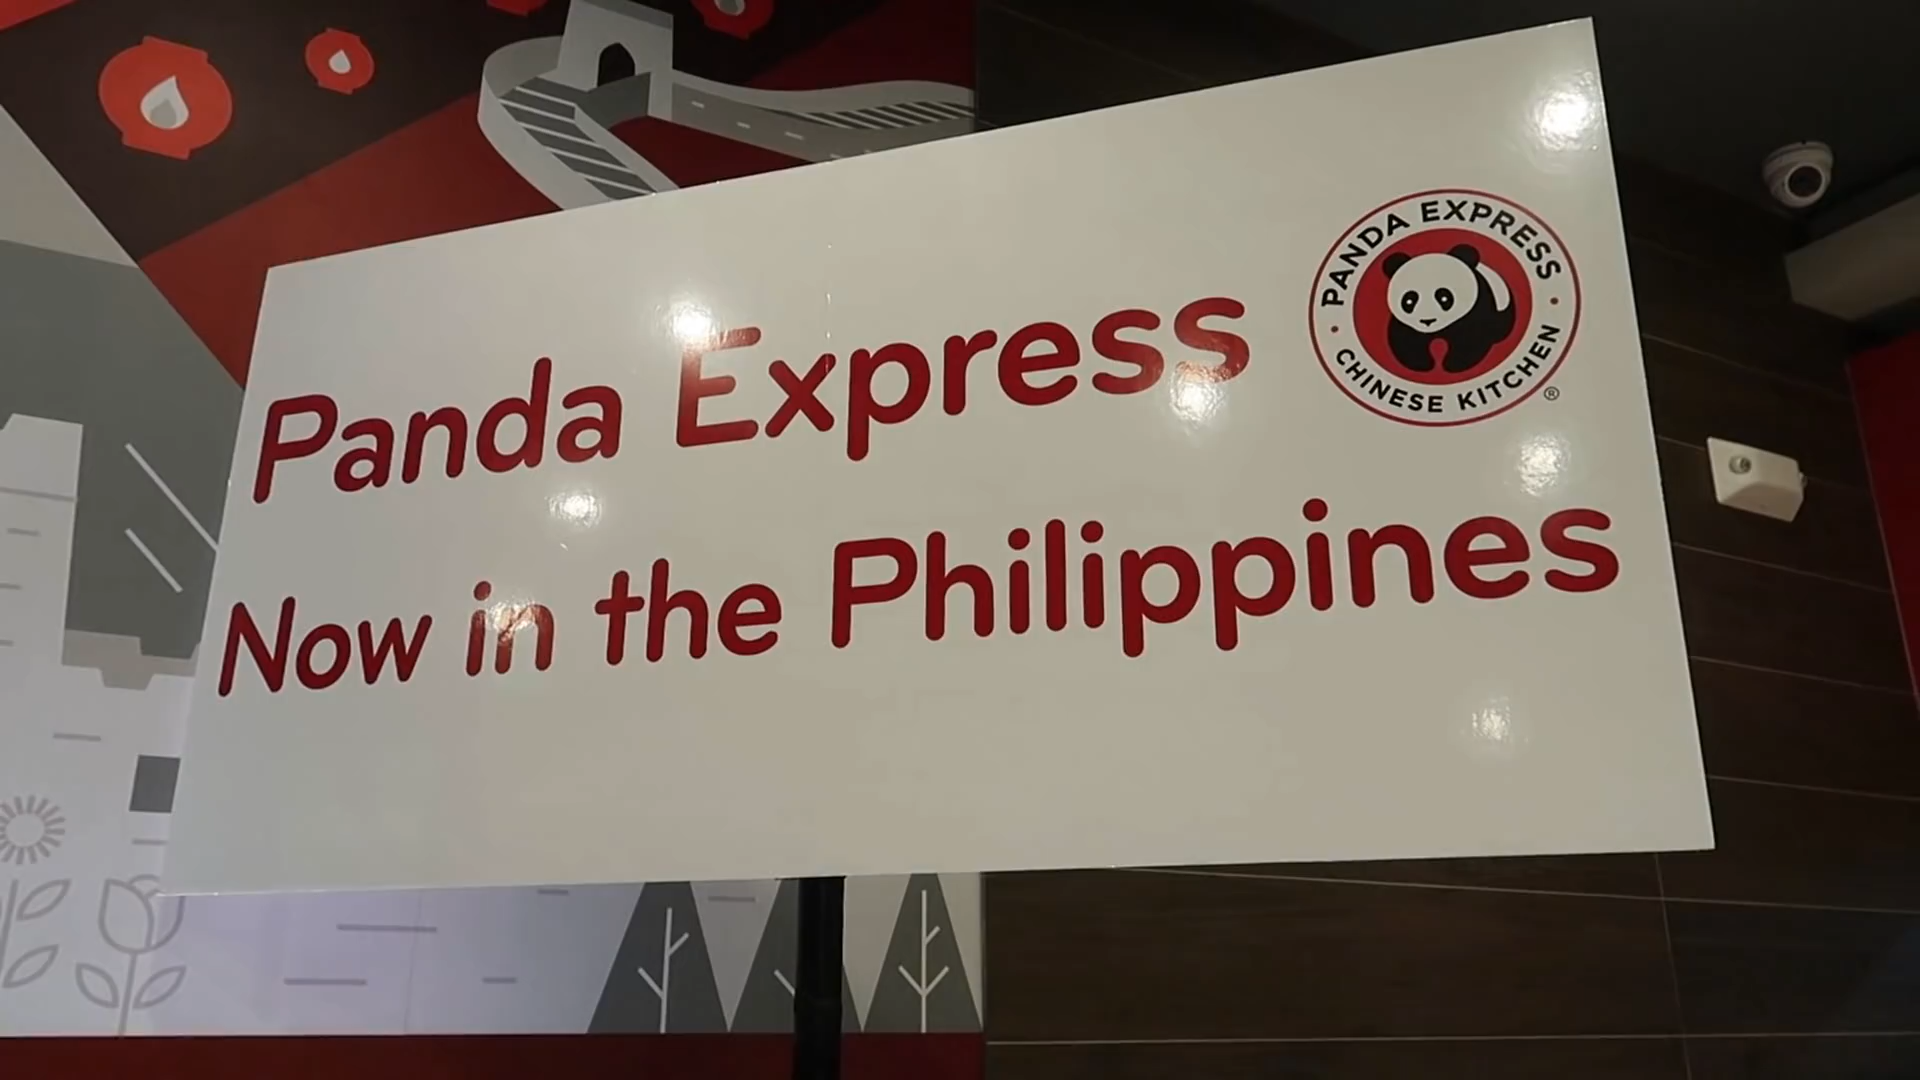 Panda Express
Now in the Philippines
PANDA EXPRESS
CHINESE KITCHEN
®